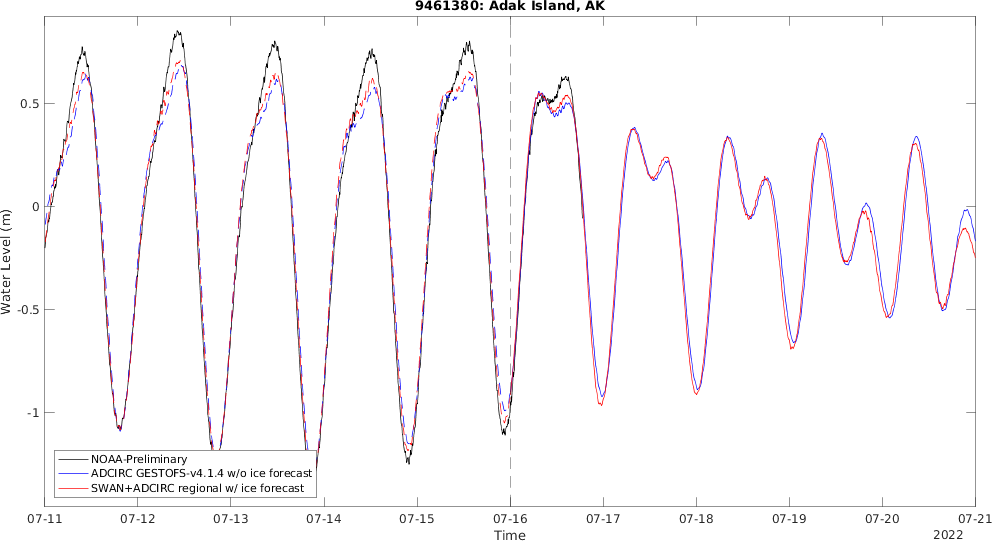 9461380: Adak Island, AK
Water Level (m)
0.5
0
-0.5
-1
NOAA-Preliminary
ADCIRC GESTOFS-v4.1.4 w/o ice forecast
SWAN+ADCIRC regional w/ ice forecast
07-11 07-12 07-13 07-14 07-15 07-16 07-17 07-18 07-19 07-20 07-21
Time
2022